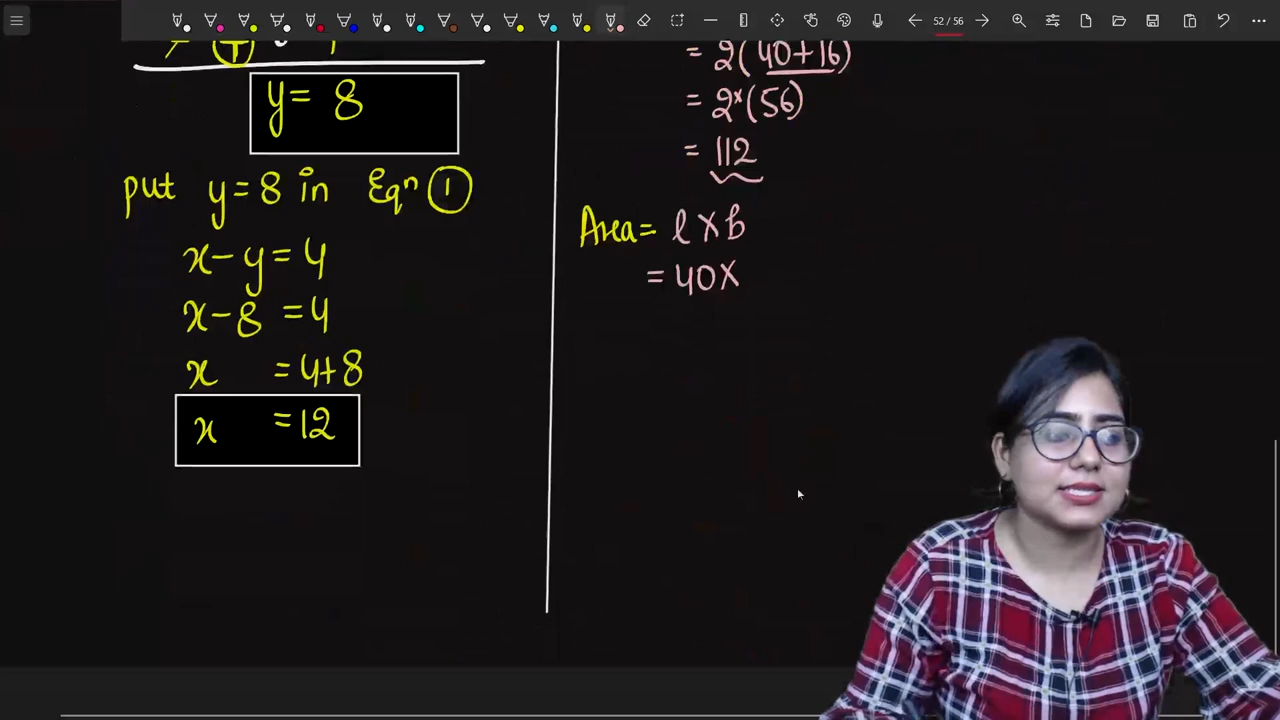 52 / 56
y= 8
put y=8 in Eqn ①
x-y=4
x-8 =4
x =4+8
x =12
= 2(40+16)
= 2×(56)
= 112
Area= l×b
= 40×